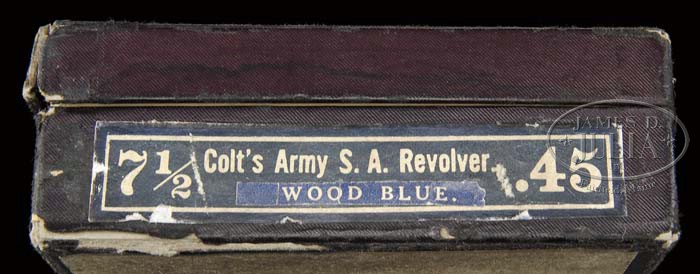 7½ Colt's Army S. A. Revolver. .45
WOOD BLUE.
JAMES D.
JULIA